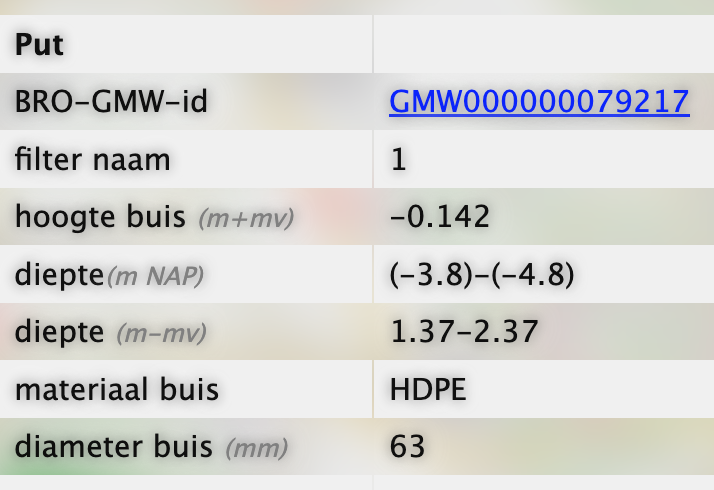 Put
BRO-GMW-id GMW000000079217
filter naam 1
hoogte buis (m+mv) -0.142
diepte(m NAP) (-3.8)-(-4.8)
diepte (m-mv) 1.37-2.37
materiaal buis HDPE
diameter buis (mm) 63